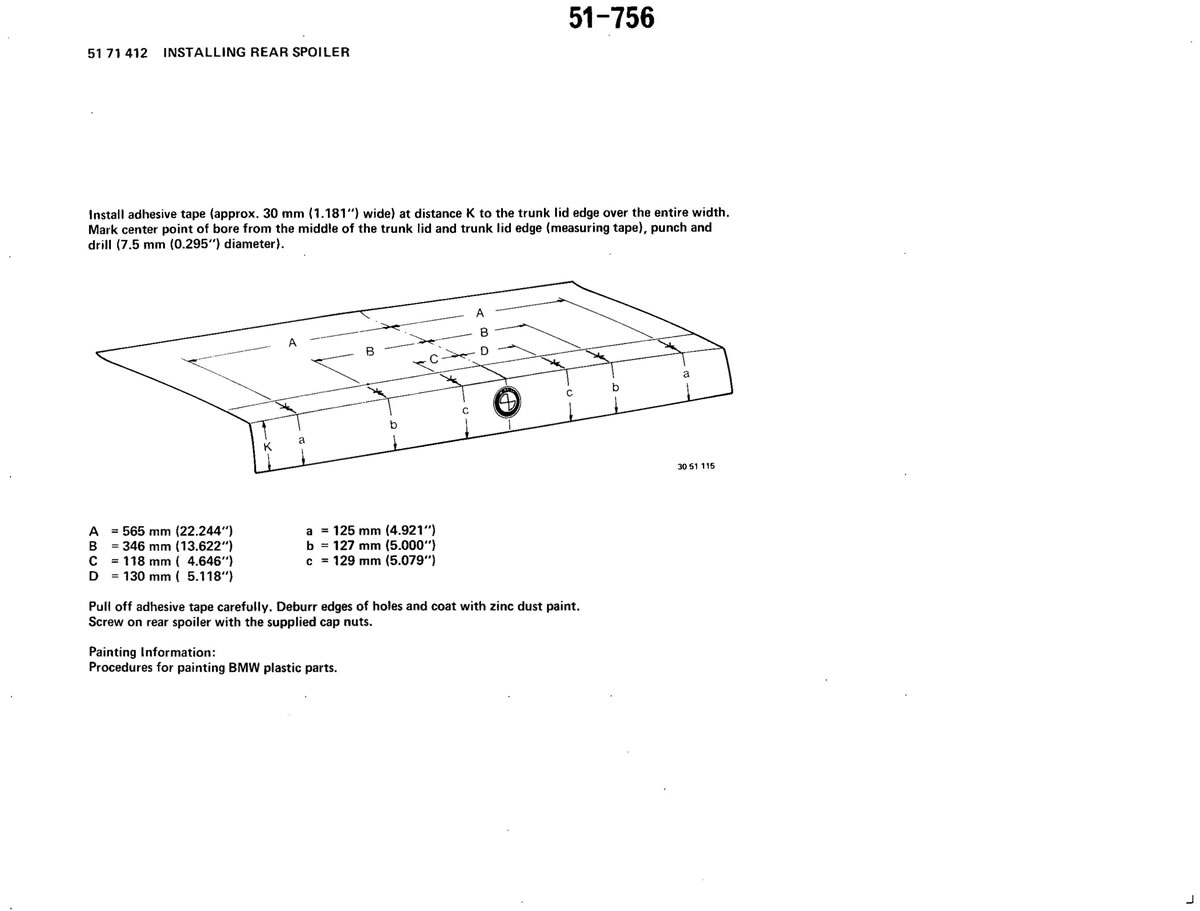 51-756
51 71 412 INSTALLING REAR SPOILER
Install adhesive tape (approx. 30 mm (1.181") wide) at distance K to the trunk lid edge over the entire width.
Mark center point of bore from the middle of the trunk lid and trunk lid edge (measuring tape), punch and
drill (7.5 mm (0.295") diameter).
A
A
B
B
C
D
a
b
c
c
b
a
K
30 51 115
A = 565 mm (22.244") a = 125 mm (4.921")
B = 346 mm (13.622") b = 127 mm (5.000")
C = 118 mm ( 4.646") c = 129 mm (5.079")
D = 130 mm ( 5.118")
Pull off adhesive tape carefully. Deburr edges of holes and coat with zinc dust paint.
Screw on rear spoiler with the supplied cap nuts.
Painting Information:
Procedures for painting BMW plastic parts.